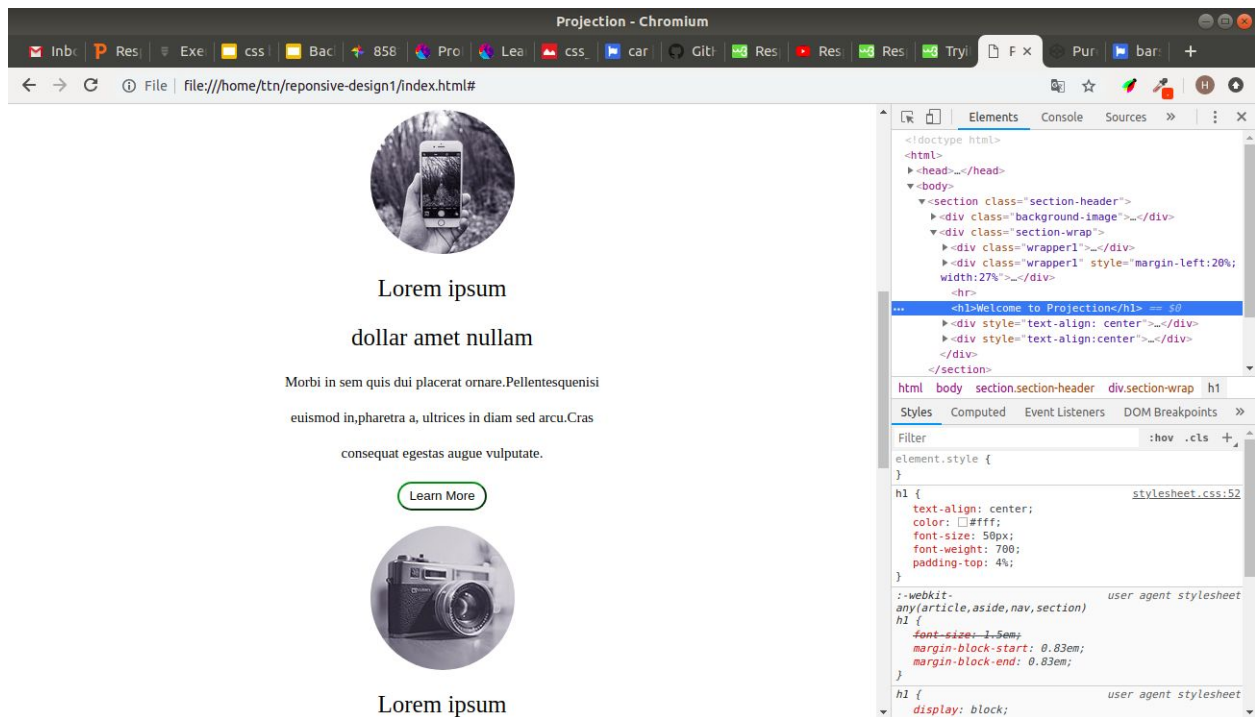 Projection - Chromium
Inbo Res Exe css Bac 858 Pro Lea css_ car Gith Res Res Res Tryi F × Pur bar: +
File | file:///home/ttn/reponsive-design1/index.html# H
Lorem ipsum
dollar amet nullam
Morbi in sem quis dui placerat ornare.Pellentesquenisi
euismod in,pharetra a, ultrices in diam sed arcu.Cras
consequat egestas augue vulputate.
Learn More
Lorem ipsum
Elements Console Sources »
<!doctype html>
<html>
▶<head>…</head>
▼<body>
▼<section class="section-header">
▶<div class="background-image">…</div>
▼<div class="section-wrap">
▶<div class="wrapper1">…</div>
▶<div class="wrapper1" style="margin-left:20%;
width:27%">…</div>
<hr>
<h1>Welcome to Projection</h1> == $0
▶<div style="text-align: center">…</div>
▶<div style="text-align:center">…</div>
</div>
</section>
html body section.section-header div.section-wrap h1
Styles Computed Event Listeners DOM Breakpoints »
Filter :hov .cls +
element.style {
}
h1 { stylesheet.css:52
text-align: center;
color: #fff;
font-size: 50px;
font-weight: 700;
padding-top: 4%;
}
:-webkit- user agent stylesheet
any(article,aside,nav,section)
h1 {
font-size: 1.5em;
margin-block-start: 0.83em;
margin-block-end: 0.83em;
}
h1 { user agent stylesheet
display: block;